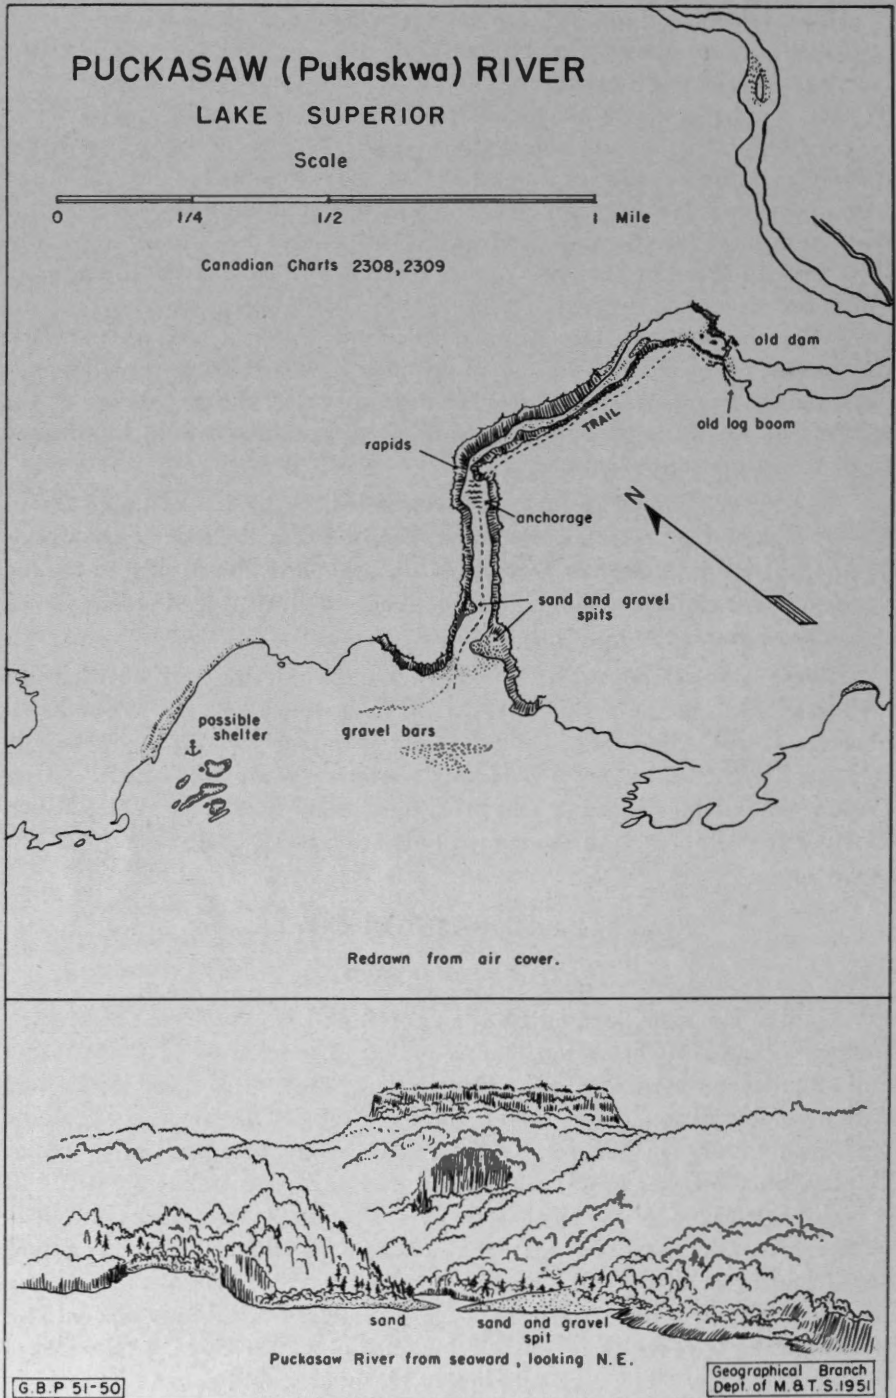 PUCKASAW (Pukaskwa) RIVER
LAKE SUPERIOR
Scale
0 1/4 1/2 1 Mile
Canadian Charts 2308, 2309
old dam
TRAIL
old log boom
rapids
N
anchorage
sand and gravel
spits
possible
shelter
gravel bars
Redrawn from air cover.
sand
sand and gravel
spit
Puckasaw River from seaward, looking N.E.
G.B.P 51-50
Geographical Branch
Dept. of M. & T. S. 1951